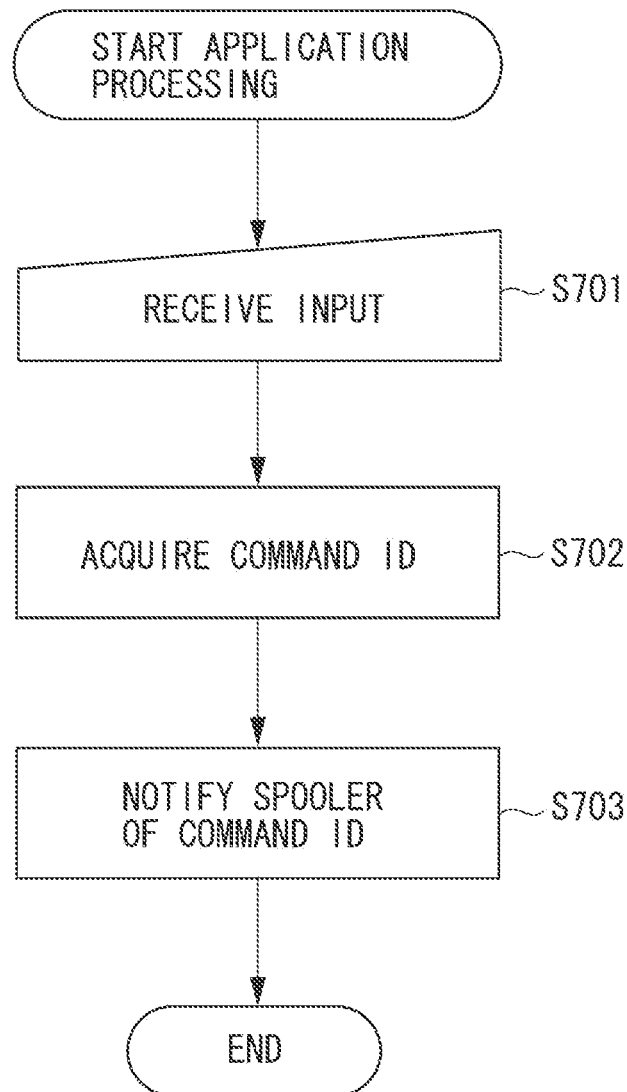 START APPLICATION
PROCESSING
RECEIVE INPUT
S701
ACQUIRE COMMAND ID
S702
NOTIFY SPOOLER
OF COMMAND ID
S703
END